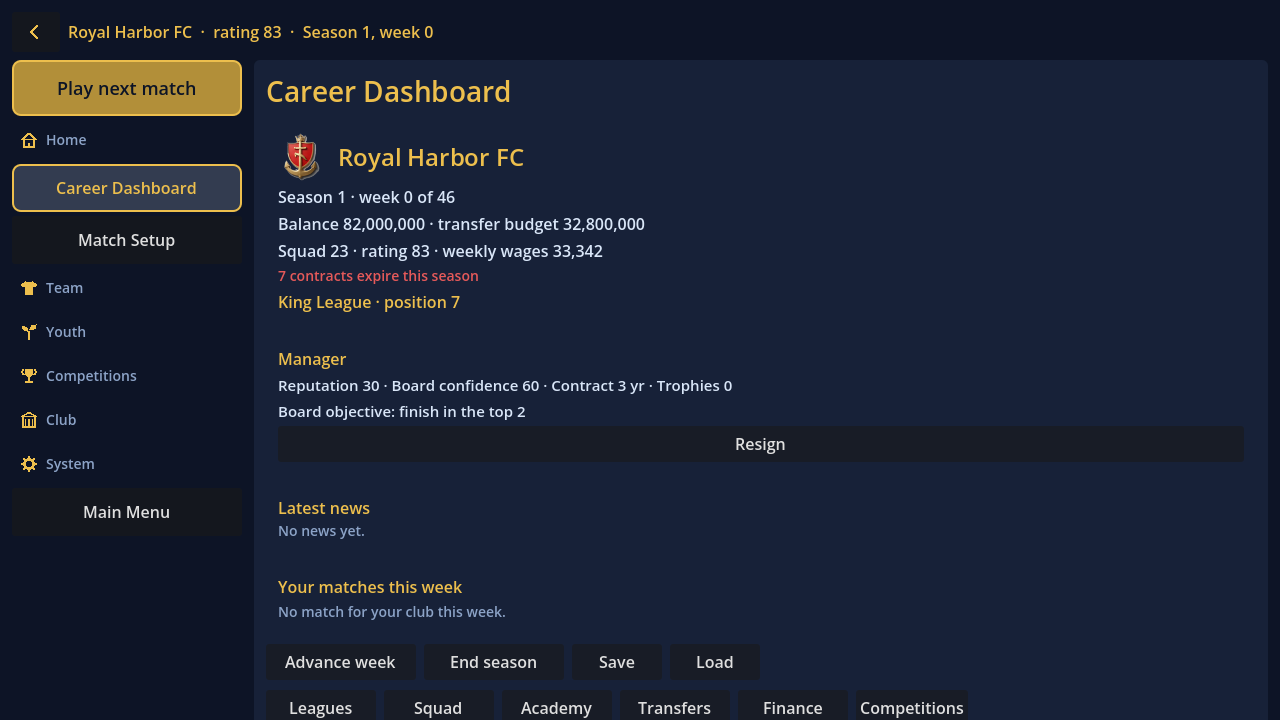 Royal Harbor FC · rating 83 · Season 1, week 0
Play next match
Home
Career Dashboard
Match Setup
Team
Youth
Competitions
Club
System
Main Menu
Career Dashboard
Royal Harbor FC
Season 1 · week 0 of 46
Balance 82,000,000 · transfer budget 32,800,000
Squad 23 · rating 83 · weekly wages 33,342
7 contracts expire this season
King League · position 7
Manager
Reputation 30 · Board confidence 60 · Contract 3 yr · Trophies 0
Board objective: finish in the top 2
Resign
Latest news
No news yet.
Your matches this week
No match for your club this week.
Advance week End season Save Load
Leagues Squad Academy Transfers Finance Competitions